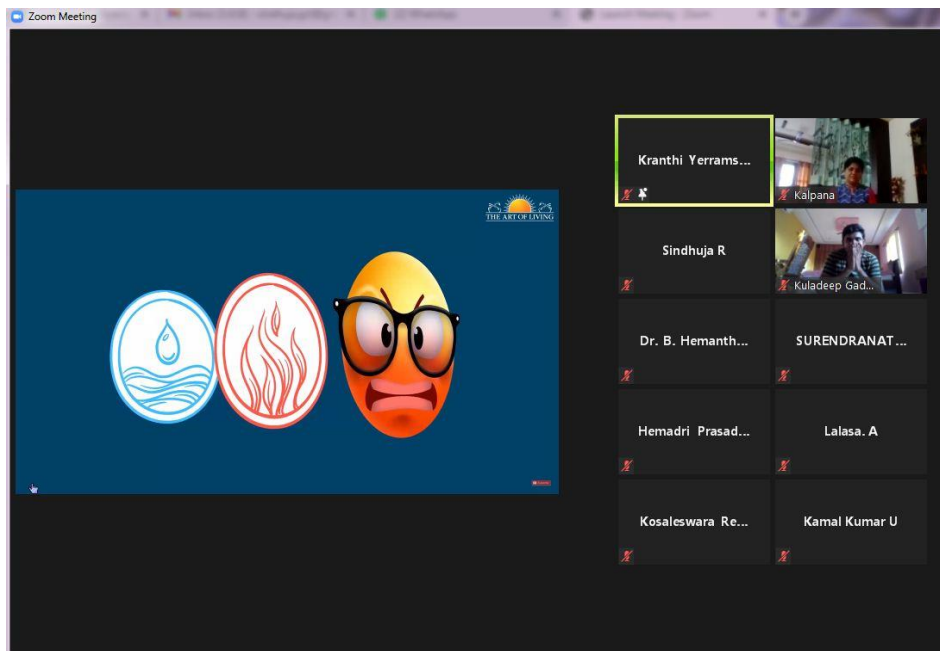 Zoom Meeting
THE ART OF LIVING
Kranthi Yerrams...
Kalpana
Sindhuja R
Kuladeep Gad...
Dr. B. Hemanth...
SURENDRANAT...
Hemadri Prasad...
Lalasa. A
Kosaleswara Re...
Kamal Kumar U